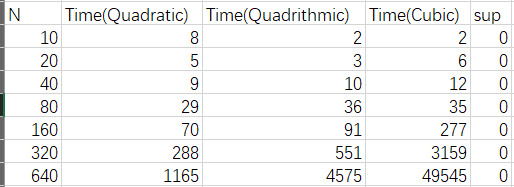 N Time(Quadratic) Time(Quadrithmic) Time(Cubic) sup
10 8 2 2 0
20 5 3 6 0
40 9 10 12 0
80 29 36 35 0
160 70 91 277 0
320 288 551 3159 0
640 1165 4575 49545 0